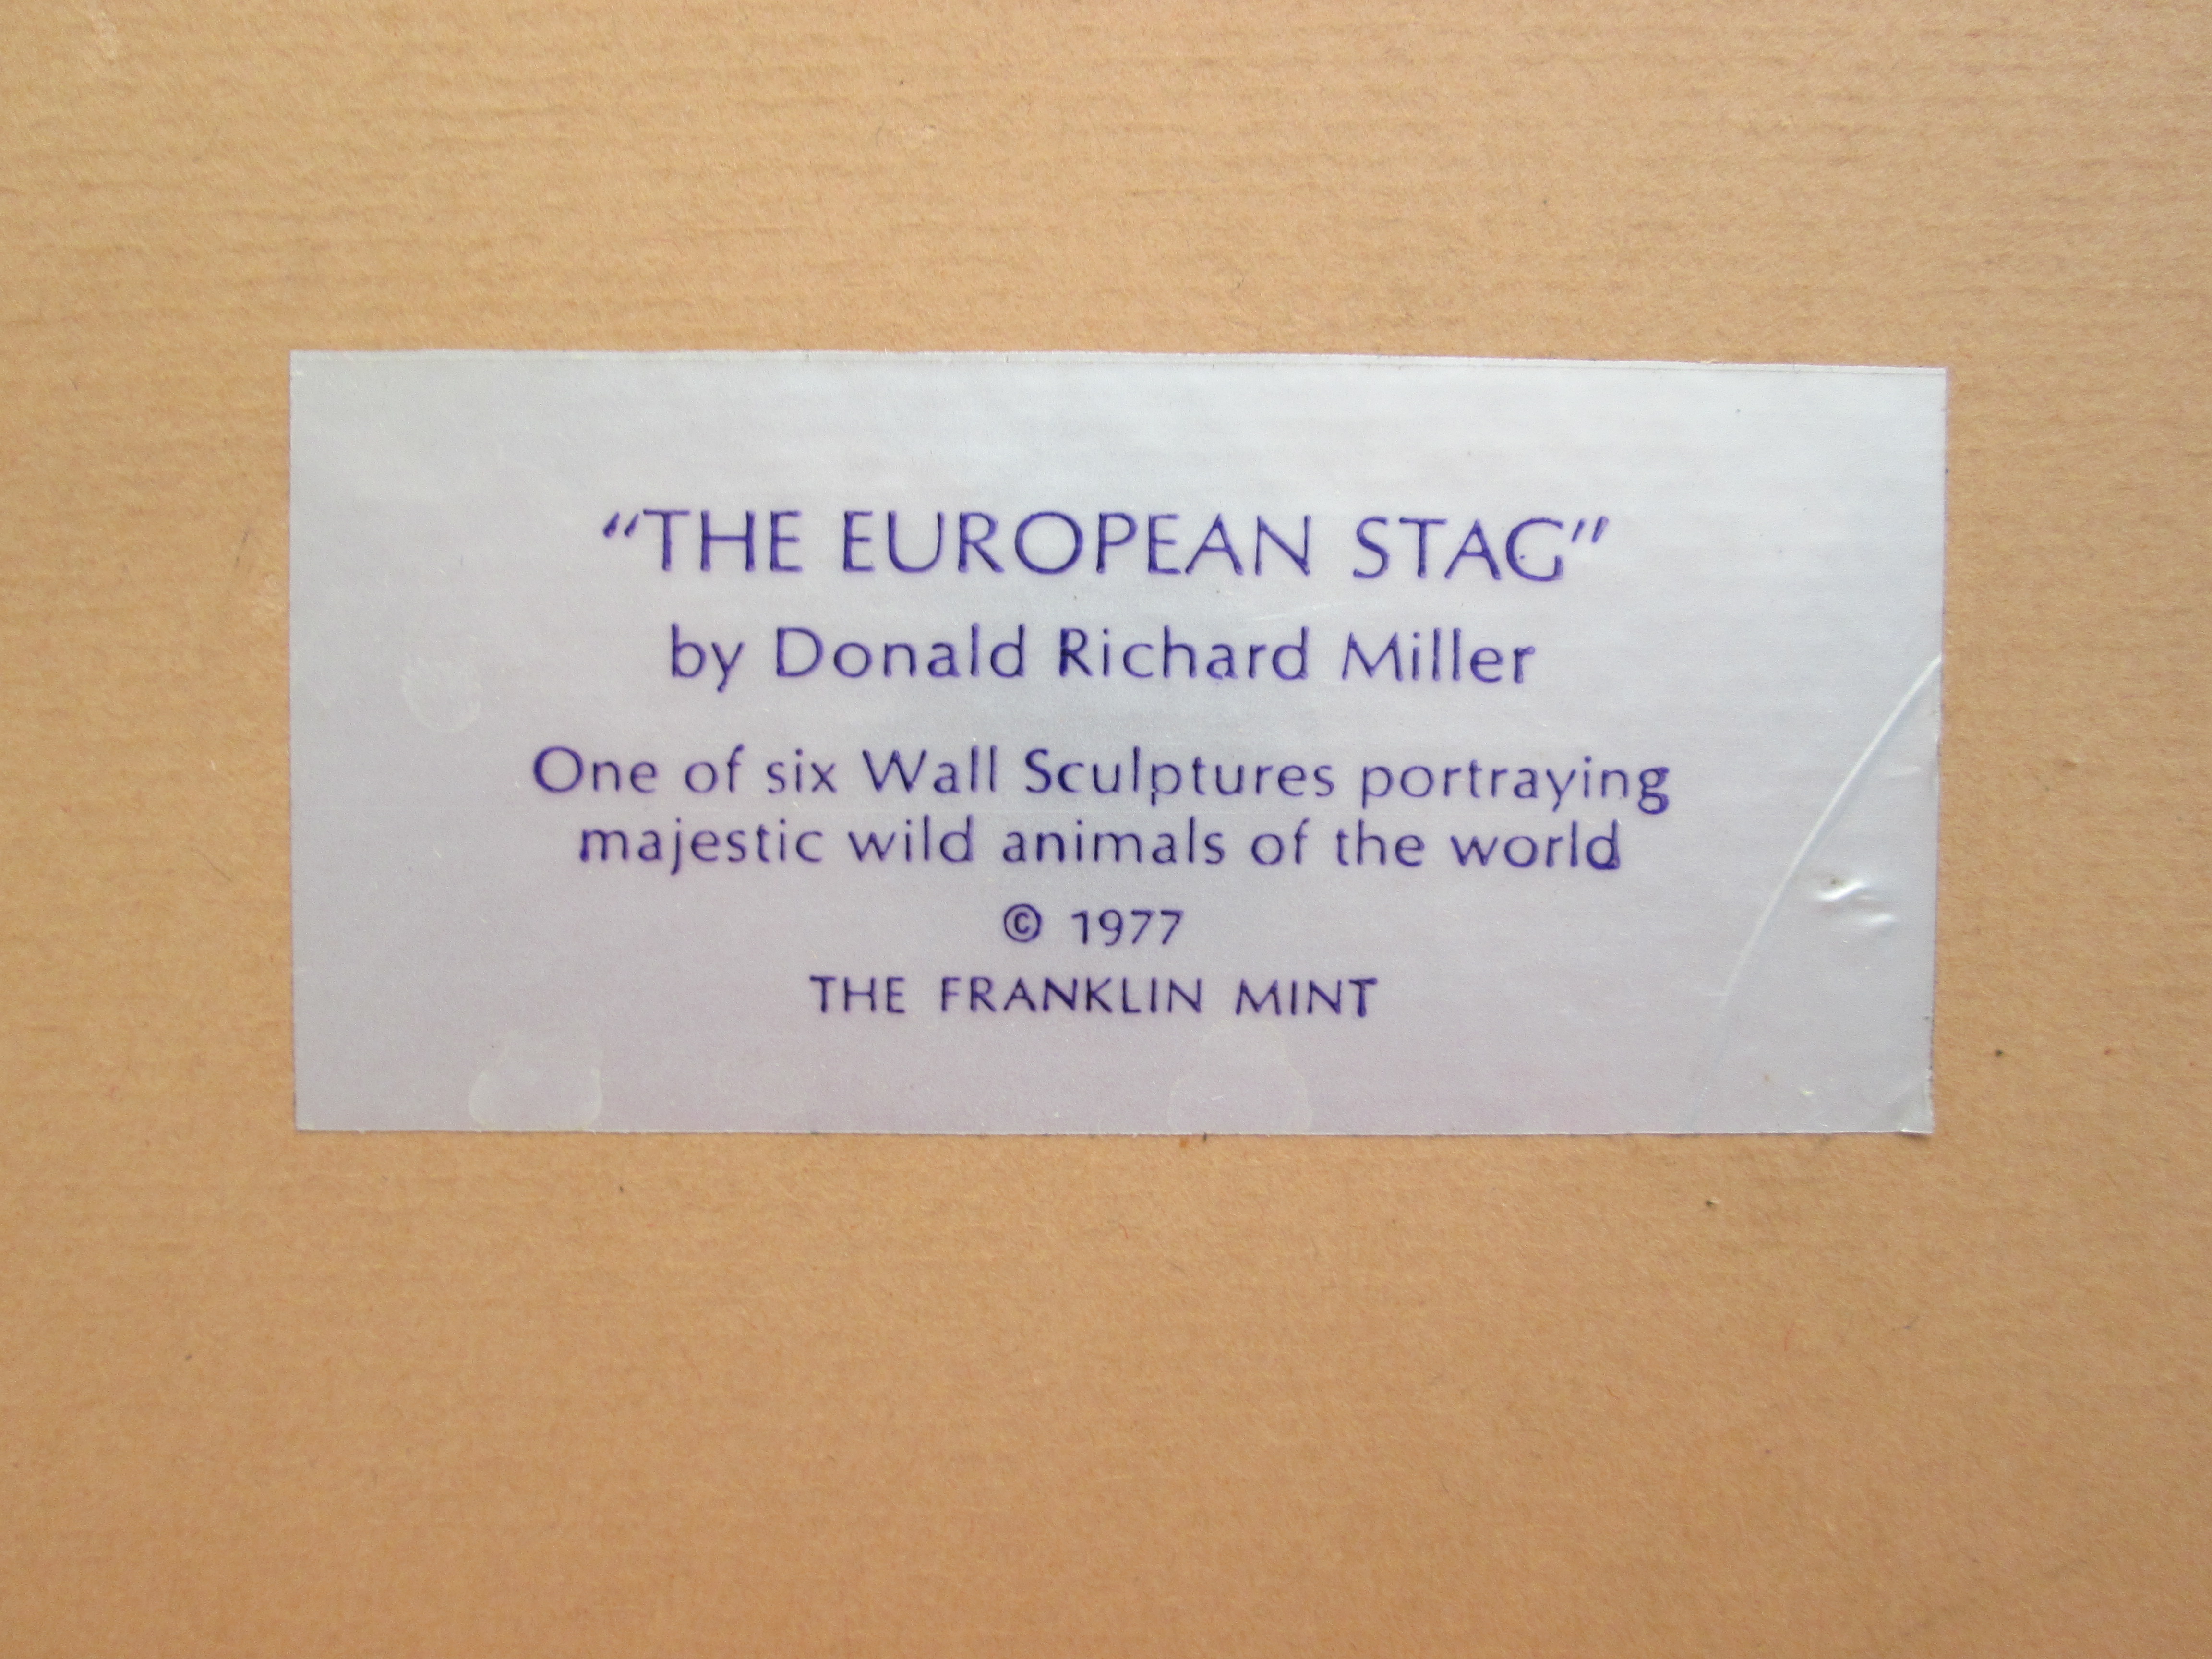 “THE EUROPEAN STAG”
by Donald Richard Miller
One of six Wall Sculptures portraying
majestic wild animals of the world
© 1977
THE FRANKLIN MINT